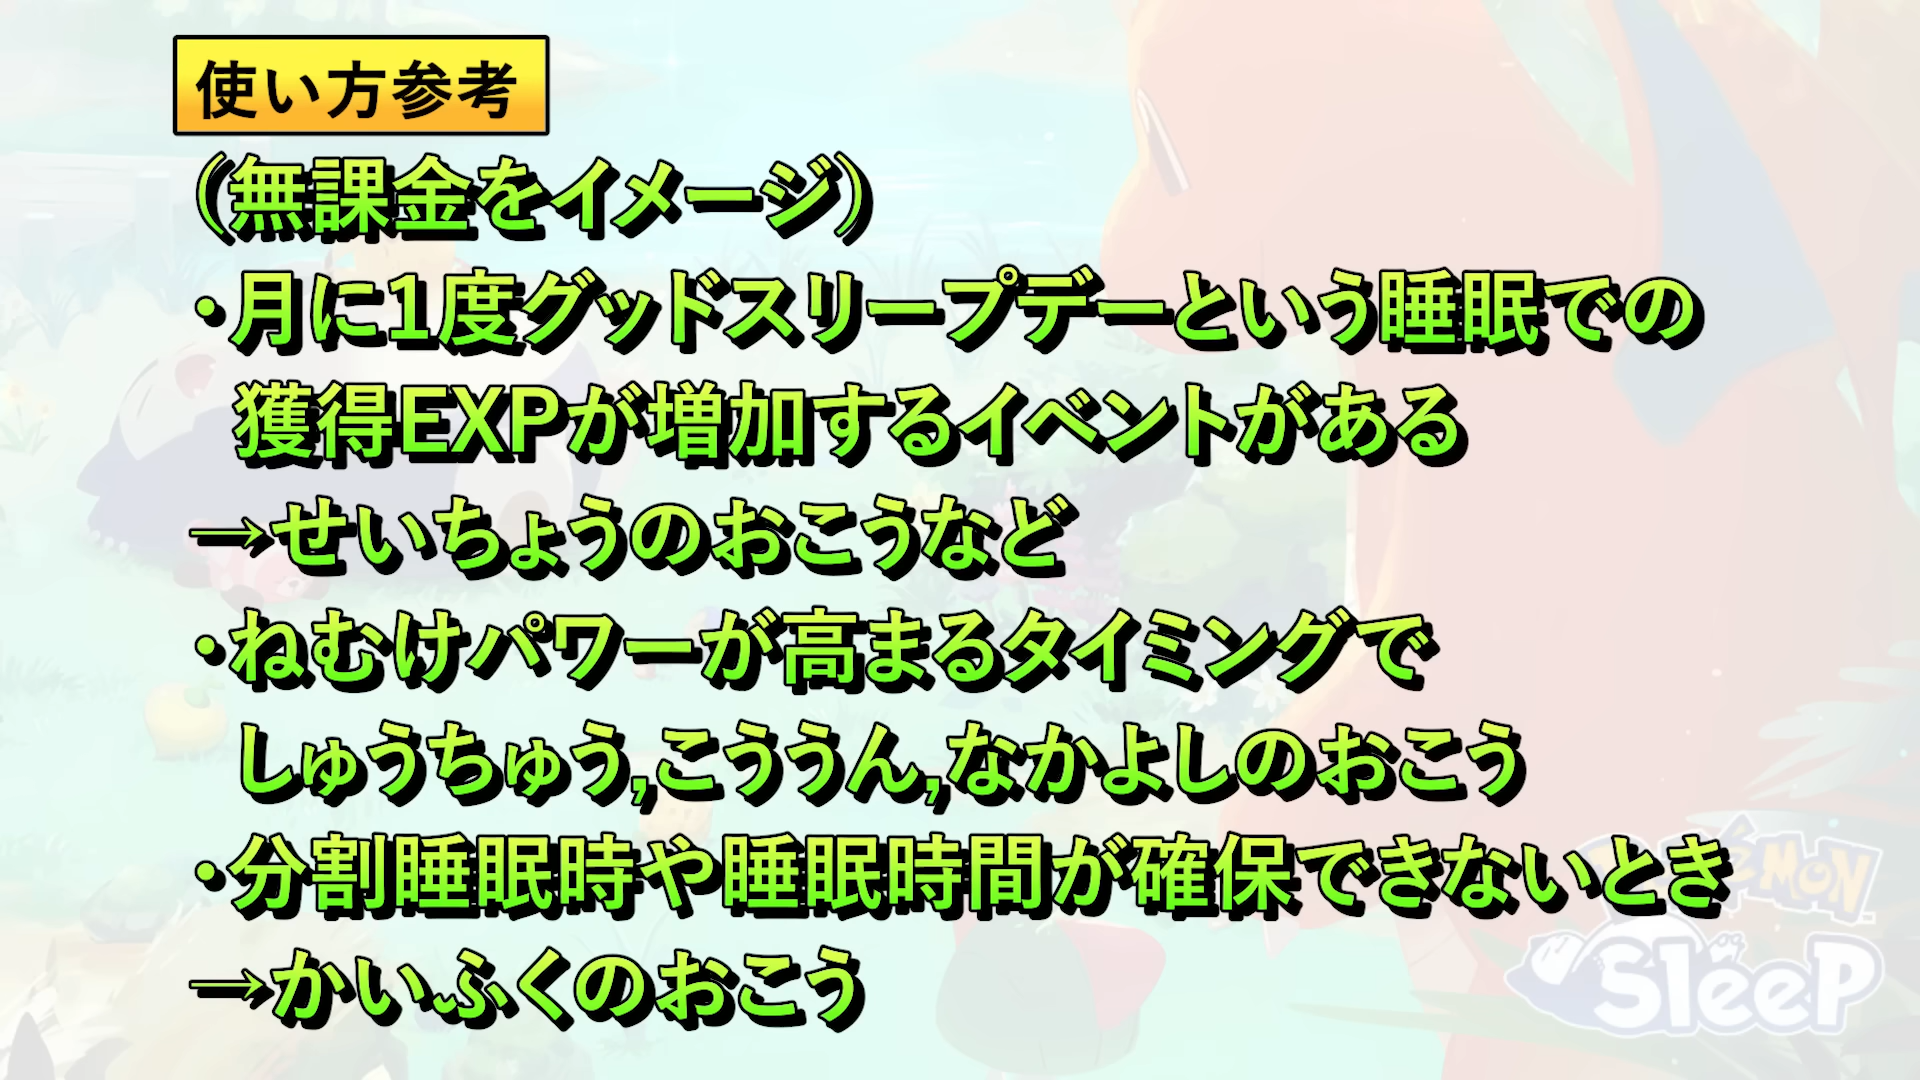 使い方参考
（無課金をイメージ）
・月に1度グッドスリープデーという睡眠での
獲得EXPが増加するイベントがある
→せいちょうのおこうなど
・ねむけパワーが高まるタイミングで
しゅうちゅう,こううん,なかよしのおこう
・分割睡眠時や睡眠時間が確保できないとき
→かいふくのおこう
Pokémon
Sleep